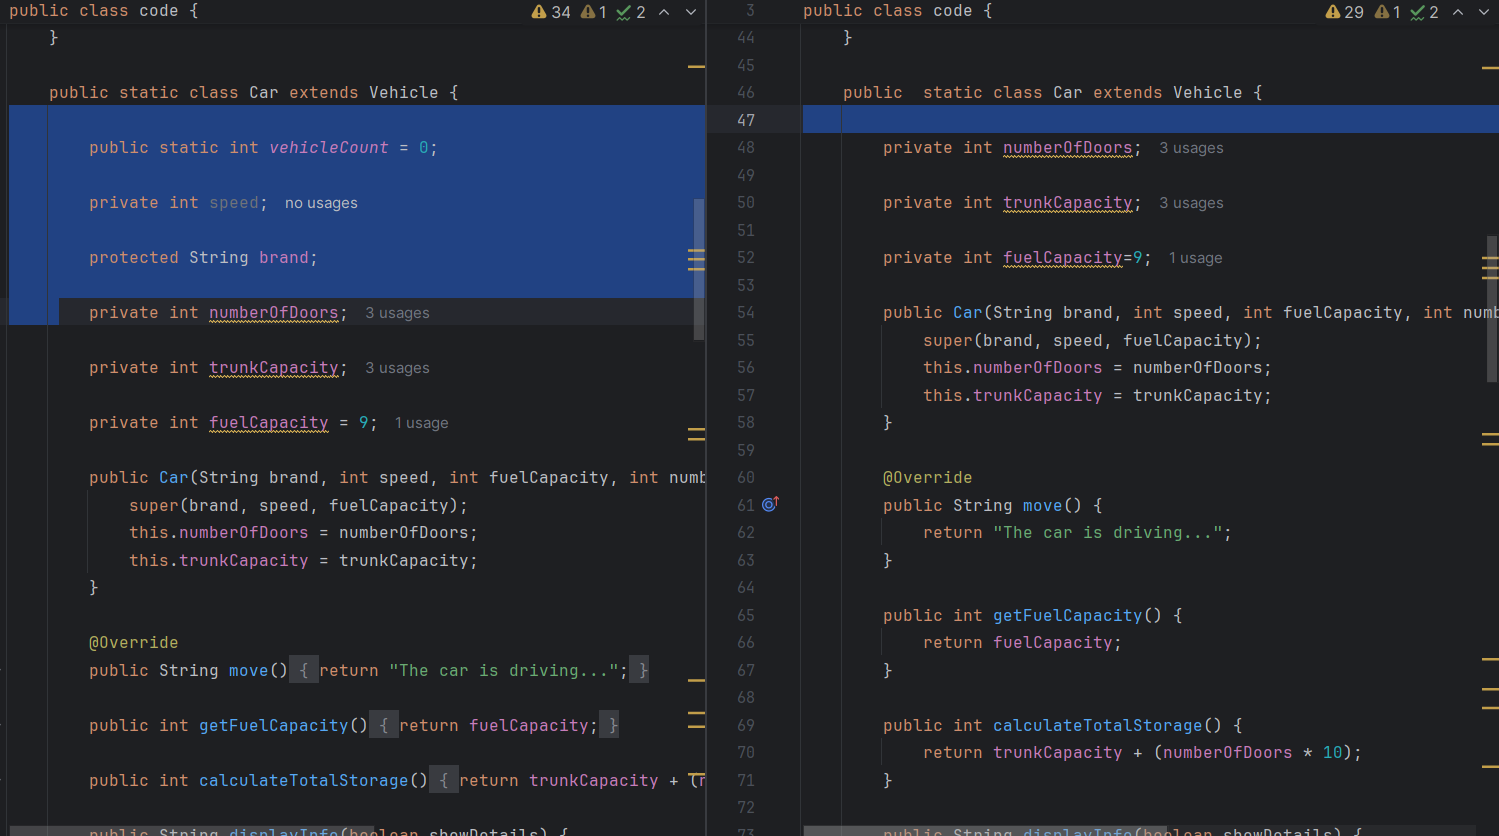 public class code {
34 1 2
}
public static class Car extends Vehicle {
public static int vehicleCount = 0;
private int speed; no usages
protected String brand;
private int numberOfDoors; 3 usages
private int trunkCapacity; 3 usages
private int fuelCapacity = 9; 1 usage
public Car(String brand, int speed, int fuelCapacity, int numb
super(brand, speed, fuelCapacity);
this.numberOfDoors = numberOfDoors;
this.trunkCapacity = trunkCapacity;
}
@Override
public String move() { return "The car is driving..."; }
public int getFuelCapacity() { return fuelCapacity; }
public int calculateTotalStorage() { return trunkCapacity + (n
public String displayInfo(boolean showDetails) {
3 public class code {
29 1 2
44 }
45
46 public static class Car extends Vehicle {
47
48 private int numberOfDoors; 3 usages
49
50 private int trunkCapacity; 3 usages
51
52 private int fuelCapacity=9; 1 usage
53
54 public Car(String brand, int speed, int fuelCapacity, int numb
55 super(brand, speed, fuelCapacity);
56 this.numberOfDoors = numberOfDoors;
57 this.trunkCapacity = trunkCapacity;
58 }
59
60 @Override
61 public String move() {
62 return "The car is driving...";
63 }
64
65 public int getFuelCapacity() {
66 return fuelCapacity;
67 }
68
69 public int calculateTotalStorage() {
70 return trunkCapacity + (numberOfDoors * 10);
71 }
72
73 public String displayInfo(boolean showDetails) {